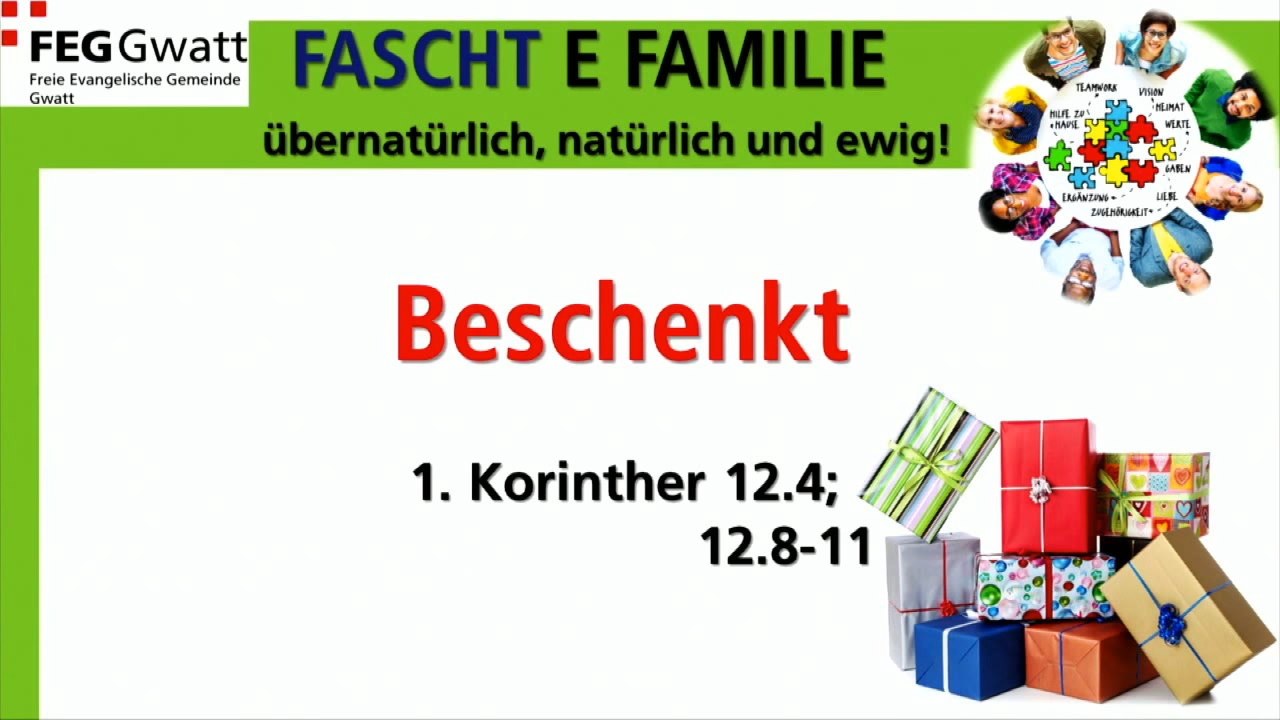 FEG Gwatt
Freie Evangelische Gemeinde
Gwatt
FASCHT E FAMILIE
übernatürlich, natürlich und ewig!
TEAMWORK
VISION
HILFE ZU
HAUSE
HEIMAT
WERTE
GABEN
ERGÄNZUNG
LIEBE
ZUGEHÖRIGKEIT
Beschenkt
1. Korinther 12.4;
12.8-11